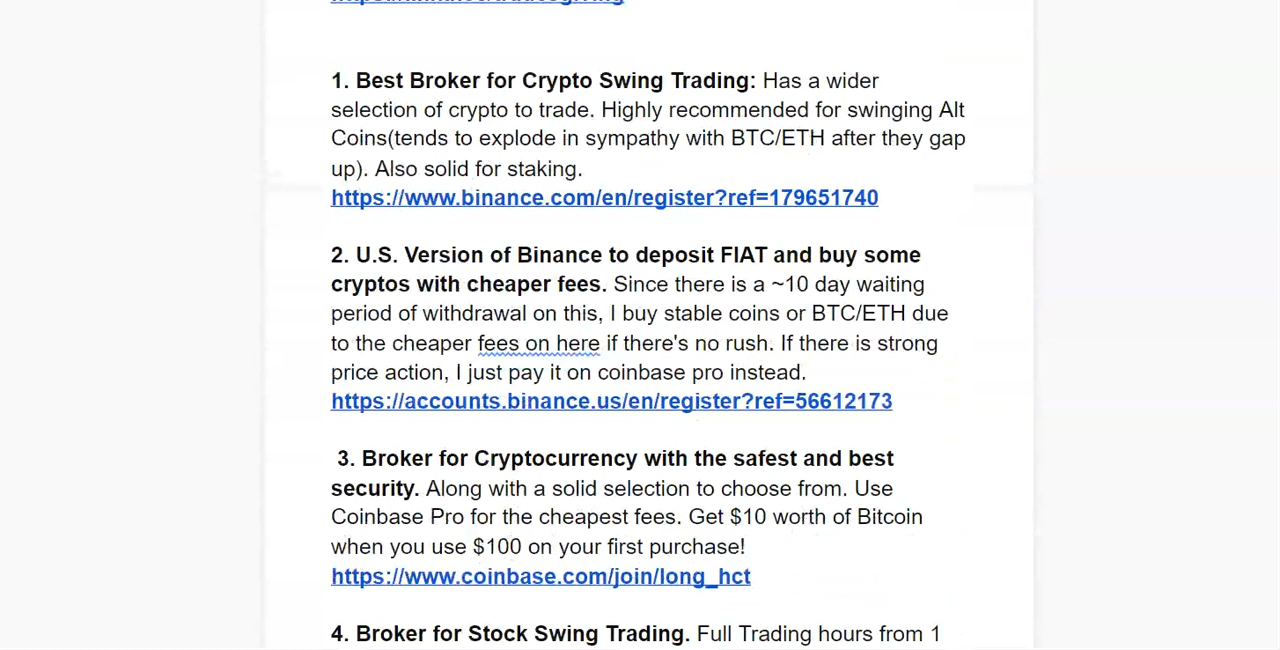 1. Best Broker for Crypto Swing Trading: Has a wider
selection of crypto to trade. Highly recommended for swinging Alt
Coins(tends to explode in sympathy with BTC/ETH after they gap
up). Also solid for staking.
https://www.binance.com/en/register?ref=179651740
2. U.S. Version of Binance to deposit FIAT and buy some
cryptos with cheaper fees. Since there is a ~10 day waiting
period of withdrawal on this, I buy stable coins or BTC/ETH due
to the cheaper fees on here if there's no rush. If there is strong
price action, I just pay it on coinbase pro instead.
https://accounts.binance.us/en/register?ref=56612173
3. Broker for Cryptocurrency with the safest and best
security. Along with a solid selection to choose from. Use
Coinbase Pro for the cheapest fees. Get $10 worth of Bitcoin
when you use $100 on your first purchase!
https://www.coinbase.com/join/long_hct
4. Broker for Stock Swing Trading. Full Trading hours from 1